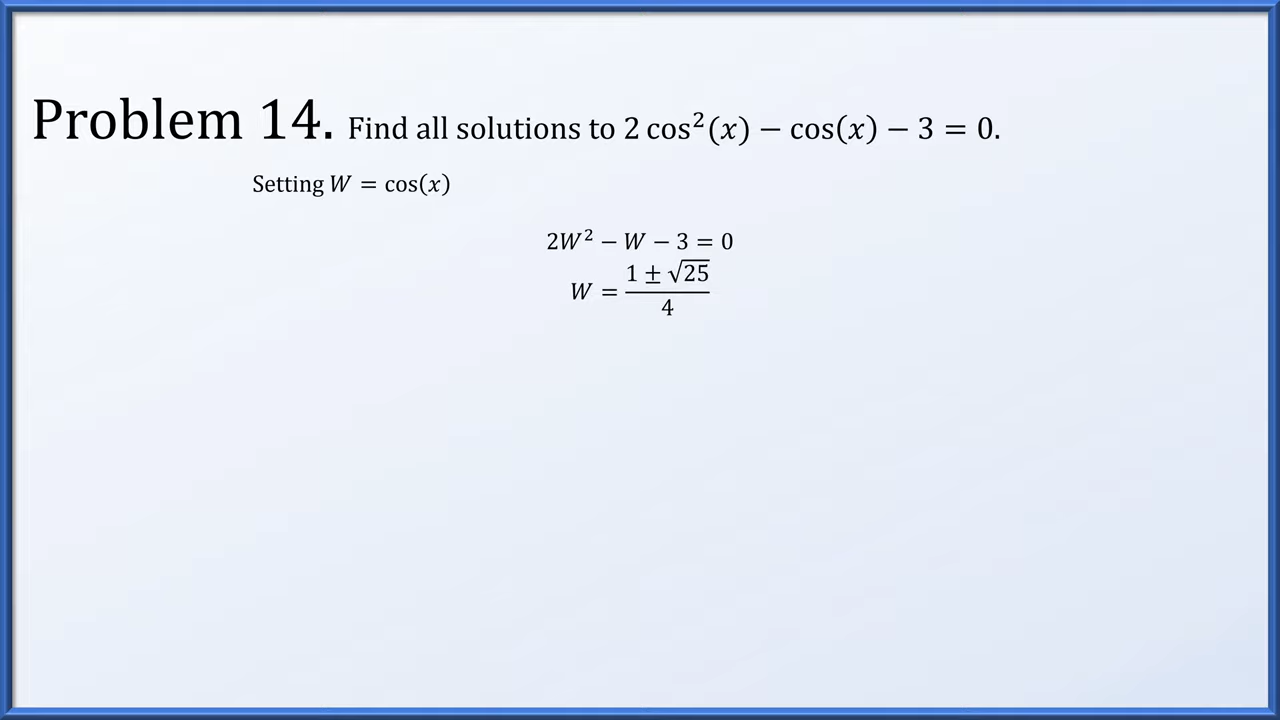 Problem 14. Find all solutions to 2 cos²(𝑥) − cos(𝑥) − 3 = 0.
Setting 𝑊 = cos(𝑥)
2𝑊² − 𝑊 − 3 = 0
𝑊 = (1 ± √25)/4